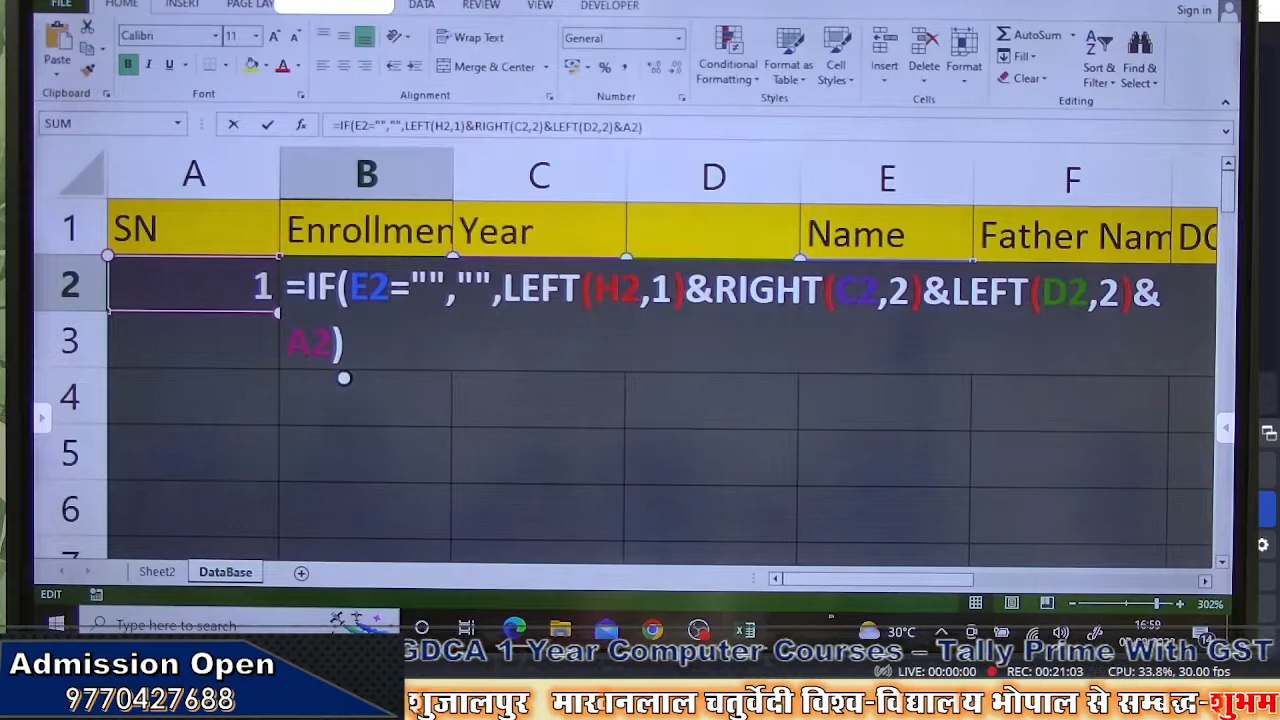 FILE HOME INSERT PAGE LAY DATA REVIEW VIEW DEVELOPER Sign in
Calibri 11 Wrap Text General AutoSum
Paste B I U Merge & Center % Conditional Formatting Format as Table Cell Styles Insert Delete Format Fill Clear Sort & Filter Find & Select
Clipboard Font Alignment Number Styles Cells Editing
SUM fx =IF(E2="","",LEFT(H2,1)&RIGHT(C2,2)&LEFT(D2,2)&A2)
A B C D E F
1 SN Enrollmen Year Name Father Nam DO
2 1 =IF(E2="","",LEFT(H2,1)&RIGHT(C2,2)&LEFT(D2,2)&
3 A2)
4
5
6
7
Sheet2 DataBase
EDIT 302%
Type here to search 30°C 16:59
GDCA 1 Year Computer Courses – Tally Prime With GST
LIVE: 00:00:00 REC: 00:21:03 CPU: 33.8%, 30.00 fps
Admission Open
9770427688
शुजालपुर माखनलाल चतुर्वेदी विश्व-विद्यालय भोपाल से सम्बद्ध-शुभम